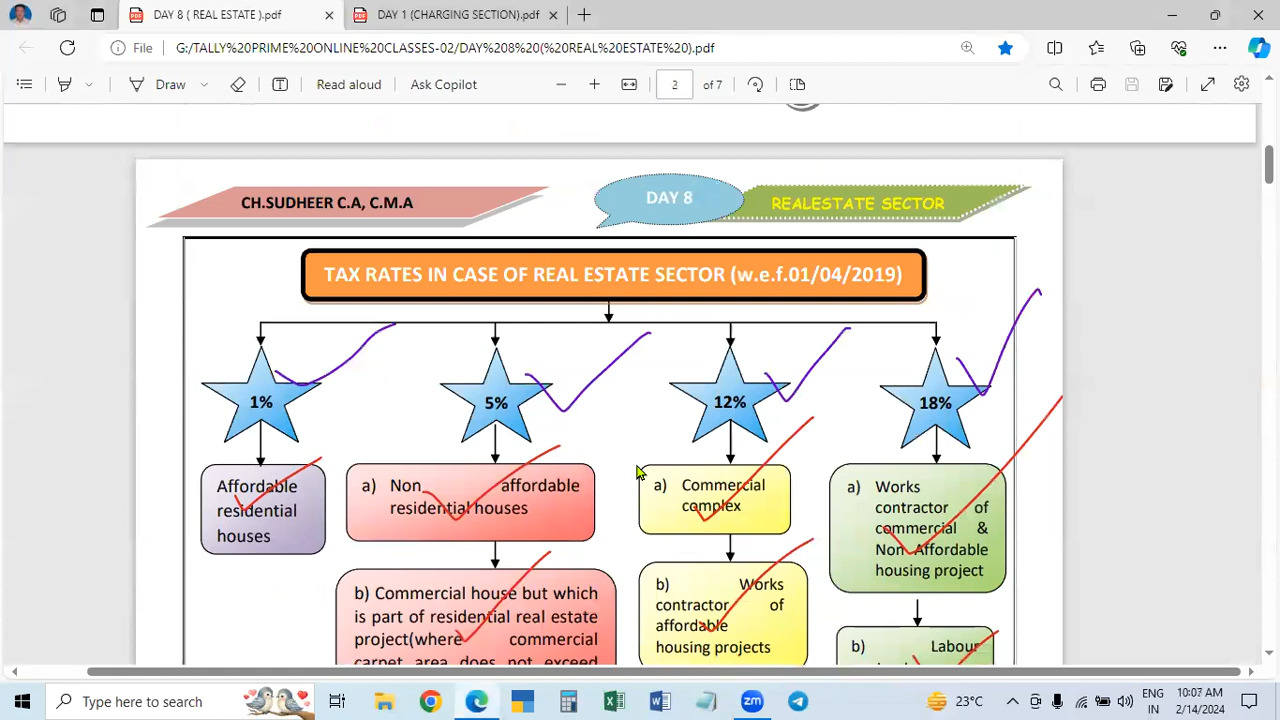 DAY 8 ( REAL ESTATE ).pdf
DAY 1 (CHARGING SECTION).pdf
File
G:/TALLY%20PRIME%20ONLINE%20CLASSES-02/DAY%208%20(%20REAL%20ESTATE%20).pdf
Draw
Read aloud
Ask Copilot
2
of 7
CH.SUDHEER C.A, C.M.A
DAY 8
REALESTATE SECTOR
TAX RATES IN CASE OF REAL ESTATE SECTOR (w.e.f.01/04/2019)
1%
5%
12%
18%
Affordable
residential
houses
a) Non affordable
residential houses
b) Commercial house but which
is part of residential real estate
project(where commercial
carpet area does not exceed
a) Commercial
complex
b) Works
contractor of
affordable
housing projects
a) Works
contractor of
commercial &
Non Affordable
housing project
b) Labour
Type here to search
23°C
ENG
IN
10:07 AM
2/14/2024